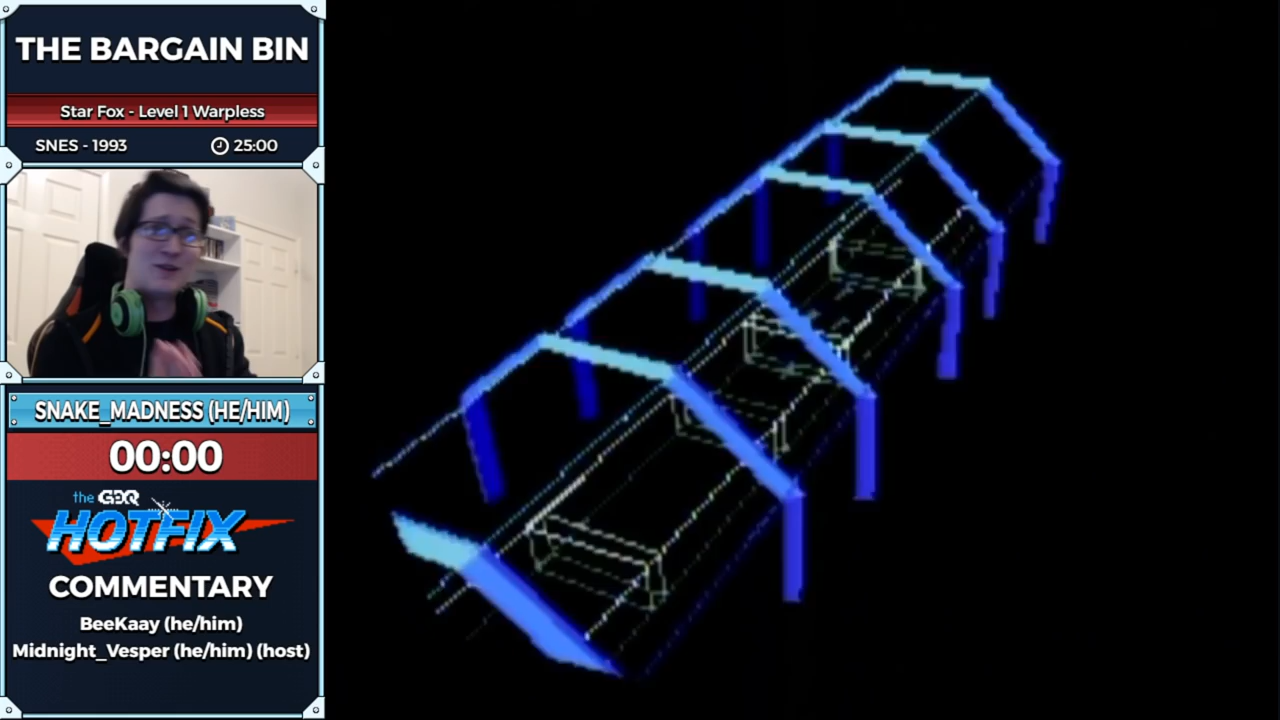 THE BARGAIN BIN
Star Fox - Level 1 Warpless
SNES - 1993 25:00
SNAKE_MADNESS (HE/HIM)
00:00
the GDQ
HOTFIX
COMMENTARY
BeeKaay (he/him)
Midnight_Vesper (he/him) (host)